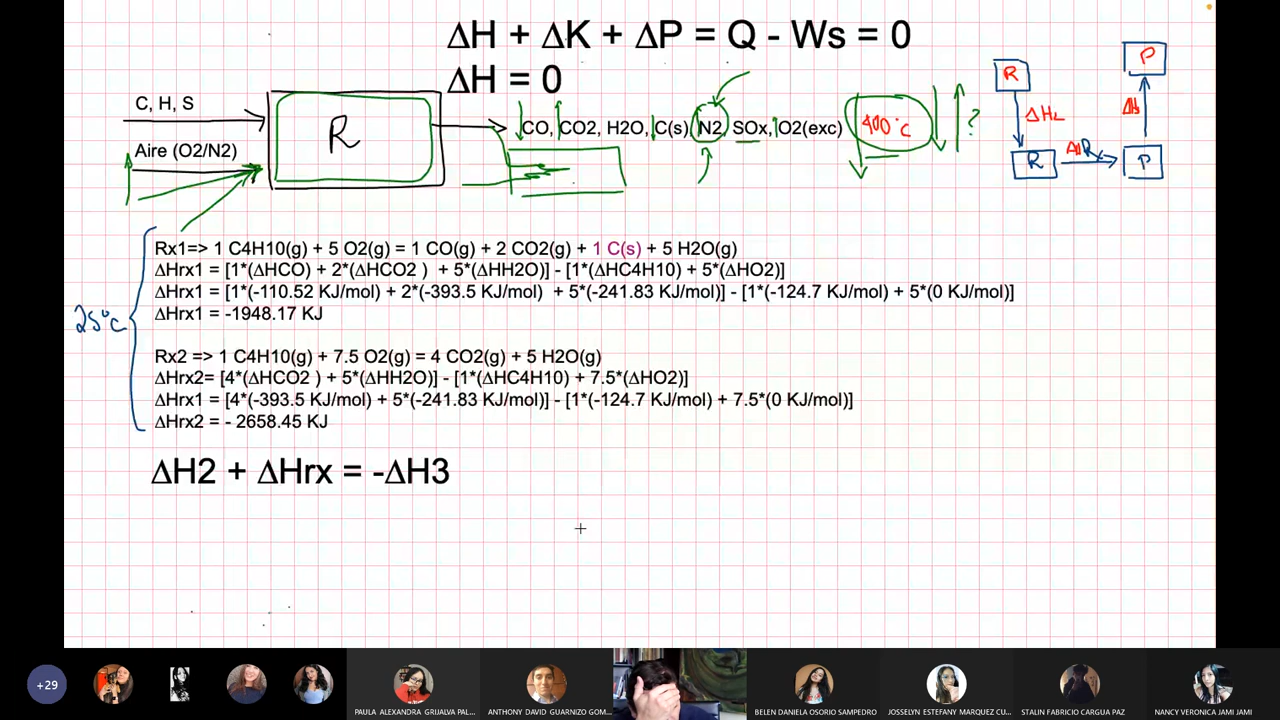 ΔH + ΔK + ΔP = Q - Ws = 0
ΔH = 0
C, H, S
Aire (O2/N2)
R
CO, CO2, H2O, C(s), N2, SOx, O2(exc)
400°C
?
R
P
ΔH2
R
P
25°C
Rx1=> 1 C4H10(g) + 5 O2(g) = 1 CO(g) + 2 CO2(g) + 1 C(s) + 5 H2O(g)
ΔHrx1 = [1*(ΔHCO) + 2*(ΔHCO2 ) + 5*(ΔHH2O)] - [1*(ΔHC4H10) + 5*(ΔHO2)]
ΔHrx1 = [1*(-110.52 KJ/mol) + 2*(-393.5 KJ/mol) + 5*(-241.83 KJ/mol)] - [1*(-124.7 KJ/mol) + 5*(0 KJ/mol)]
ΔHrx1 = -1948.17 KJ
Rx2 => 1 C4H10(g) + 7.5 O2(g) = 4 CO2(g) + 5 H2O(g)
ΔHrx2= [4*(ΔHCO2 ) + 5*(ΔHH2O)] - [1*(ΔHC4H10) + 7.5*(ΔHO2)]
ΔHrx1 = [4*(-393.5 KJ/mol) + 5*(-241.83 KJ/mol)] - [1*(-124.7 KJ/mol) + 7.5*(0 KJ/mol)]
ΔHrx2 = - 2658.45 KJ
ΔH2 + ΔHrx = -ΔH3
+29
PAULA ALEXANDRA GRIJALVA PAL...
ANTHONY DAVID GUARNIZO GOM...
BELEN DANIELA OSORIO SAMPEDRO
JOSSELYN ESTEFANY MARQUEZ CU...
STALIN FABRICIO CARGUA PAZ
NANCY VERONICA JAMI JAMI